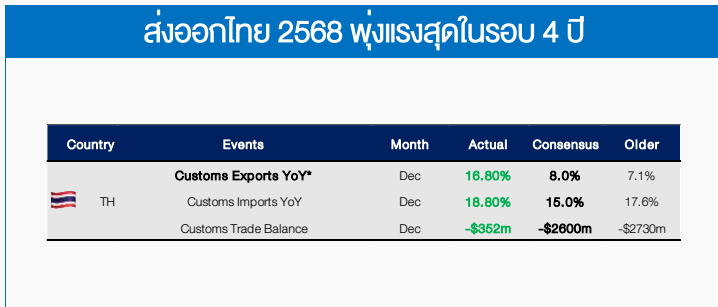 ส่งออกไทย 2568 พุ่งแรงสุดในรอบ 4 ปี
Country Events Month Actual Consensus Older
Customs Exports YoY* Dec 16.80% 8.0% 7.1%
TH Customs Imports YoY Dec 18.80% 15.0% 17.6%
Customs Trade Balance Dec -$352m -$2600m -$2730m